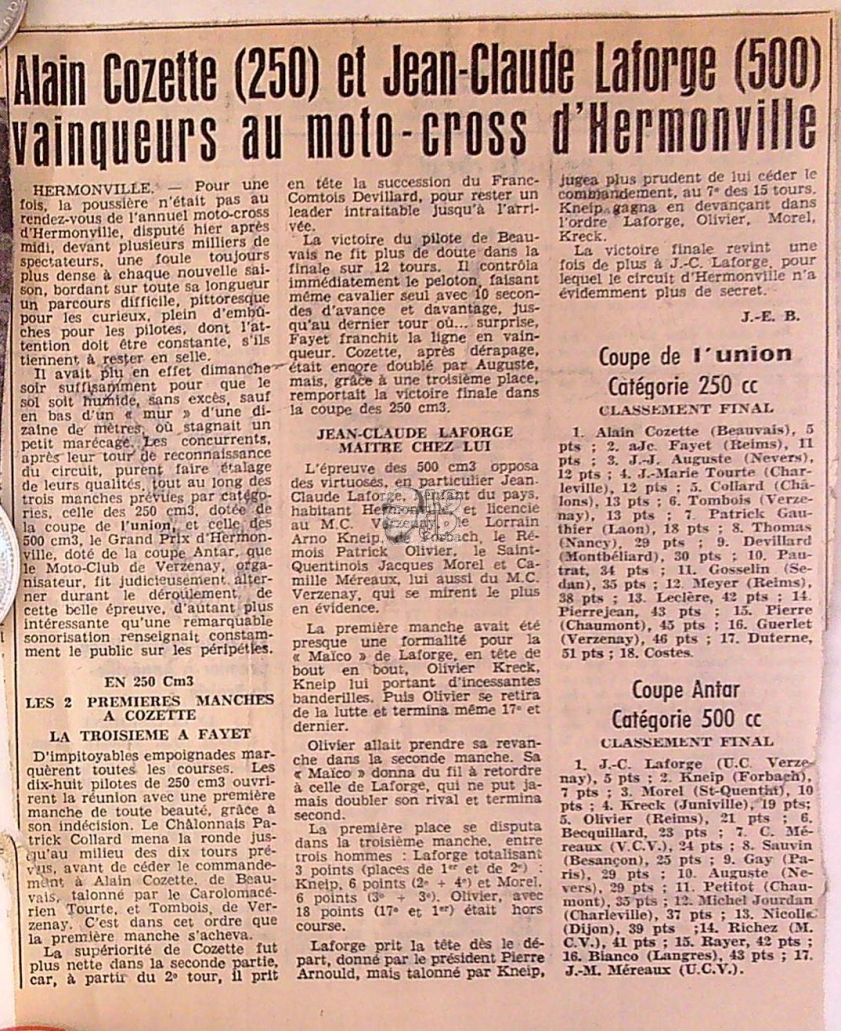 Alain Cozette (250) et Jean-Claude Laforge (500)
vainqueurs au moto-cross d'Hermonville
HERMONVILLE. — Pour une
fois, la poussière n'était pas au
rendez-vous de l'annuel moto-cross
d'Hermonville, disputé hier après
midi, devant plusieurs milliers de
spectateurs, une foule toujours
plus dense à chaque nouvelle sai-
son, bordant sur toute sa longueur
un parcours difficile, pittoresque
pour les curieux, plein d'embû-
ches pour les pilotes, dont l'at-
tention doit être constante, s'ils
tiennent à rester en selle.
Il avait plu en effet dimanche
soir suffisamment pour que le
sol soit humide, sans excès, sauf
en bas d'un « mur » d'une di-
zaine de mètres, où stagnait un
petit marécage. Les concurrents,
après leur tour de reconnaissance
du circuit, purent faire étalage
de leurs qualités, tout au long des
trois manches prévues par catégo-
ries, celle des 250 cm3, dotée de
la coupe de l'union, et celle des
500 cm3, le Grand Prix d'Hermon-
ville, doté de la coupe Antar, que
le Moto-Club de Verzenay, orga-
nisateur, fit judicieusement alter-
ner durant le déroulement de
cette belle épreuve, d'autant plus
intéressante qu'une remarquable
sonorisation renseignait constam-
ment le public sur les péripéties.
EN 250 Cm3
LES 2 PREMIERES MANCHES
A COZETTE
LA TROISIEME A FAYET
D'impitoyables empoignades mar-
quèrent toutes les courses. Les
dix-huit pilotes de 250 cm3 ouvri-
rent la réunion avec une première
manche de toute beauté, grâce à
son indécision. Le Châlonnais Pa-
trick Collard mena la ronde jus-
qu'au milieu des dix tours pré-
vus, avant de céder le commande-
ment à Alain Cozette, de Beau-
vais, talonné par le Carolomacé-
rien Tourte, et Tombois, de Ver-
zenay. C'est dans cet ordre que
la première manche s'acheva.
La supériorité de Cozette fut
plus nette dans la seconde partie,
car, à partir du 2e tour, il prit
en tête la succession du Franc-
Comtois Devillard, pour rester un
leader intraitable jusqu'à l'arri-
vée.
La victoire du pilote de Beau-
vais ne fit plus de doute dans la
finale sur 12 tours. Il contrôla
immédiatement le peloton, faisant
même cavalier seul avec 10 secon-
des d'avance et davantage, jus-
qu'au dernier tour où... surprise,
Fayet franchit la ligne en vain-
queur. Cozette, après dérapage,
était encore doublé par Auguste,
mais, grâce à une troisième place,
remportait la victoire finale dans
la coupe des 250 cm3.
JEAN-CLAUDE LAFORGE
MAITRE CHEZ LUI
L'épreuve des 500 cm3 opposa
des virtuoses, en particulier Jean-
Claude Laforge, enfant du pays,
habitant Hermonville et licencie
au M.C. Verzenay, le Lorrain
Arno Kneip, Forbach, le Ré-
mois Patrick Olivier, le Saint-
Quentinois Jacques Morel et Ca-
mille Méreaux, lui aussi du M.C.
Verzenay, qui se mirent le plus
en évidence.
La première manche avait été
presque une formalité pour la
« Maïco » de Laforge, en tête de
bout en bout, Olivier Kreck,
Kneip lui portant d'incessantes
banderilles. Puis Olivier se retira
de la lutte et termina même 17e et
dernier.
Olivier allait prendre sa revan-
che dans la seconde manche. Sa
« Maïco » donna du fil à retordre
à celle de Laforge, qui ne put ja-
mais doubler son rival et termina
second.
La première place se disputa
dans la troisième manche, entre
trois hommes : Laforge totalisant
3 points (places de 1er et de 2e) ;
Kneip, 6 points (2e + 4e) et Morel,
6 points (3e + 3e). Olivier, avec
18 points (17e et 1er) était hors
course.
Laforge prit la tête dès le dé-
part, donné par le président Pierre
Arnould, mais talonné par Kneip,
jugea plus prudent de lui céder le
commandement, au 7e des 15 tours.
Kneip gagna en devançant dans
l'ordre Laforge, Olivier, Morel,
Kreck.
La victoire finale revint une
fois de plus à J.-C. Laforge, pour
lequel le circuit d'Hermonville n'a
évidemment plus de secret.
J.-E. B.
Coupe de l'union
Catégorie 250 cc
CLASSEMENT FINAL
1. Alain Cozette (Beauvais), 5
pts ; 2. aJc. Fayet (Reims), 11
pts ; 3. J.-J. Auguste (Nevers),
12 pts ; 4. J.-Marie Tourte (Char-
leville), 12 pts ; 5. Collard (Châ-
lons), 13 pts ; 6. Tombois (Verze-
nay), 13 pts ; 7. Patrick Gau-
thier (Laon), 18 pts ; 8. Thomas
(Nancy), 29 pts ; 9. Devillard
(Montbéliard), 30 pts ; 10. Pau-
trat, 34 pts ; 11. Gosselin (Se-
dan), 35 pts ; 12. Meyer (Reims),
38 pts ; 13. Leclère, 42 pts ; 14.
Pierrejean, 43 pts ; 15. Pierre
(Chaumont), 45 pts ; 16. Guerlet
(Verzenay), 46 pts ; 17. Duterne,
51 pts ; 18. Costes.
Coupe Antar
Catégorie 500 cc
CLASSEMENT FINAL
1. J.-C. Laforge (U.C. Verze-
nay), 5 pts ; 2. Kneip (Forbach),
7 pts ; 3. Morel (St-Quentin), 10
pts ; 4. Kreck (Juniville), 19 pts;
5. Olivier (Reims), 21 pts ; 6.
Becquillard, 23 pts ; 7. C. Mé-
reaux (V.C.V.), 24 pts ; 8. Sauvin
(Besançon), 25 pts ; 9. Gay (Pa-
ris), 29 pts ; 10. Auguste (Ne-
vers), 29 pts ; 11. Petitot (Chau-
mont), 35 pts ; 12. Michel Jourdan
(Charleville), 37 pts ; 13. Nicolle
(Dijon), 39 pts ;14. Richez (M.
C.V.), 41 pts ; 15. Rayer, 42 pts ;
16. Bianco (Langres), 43 pts ; 17.
J.-M. Méreaux (U.C.V.).